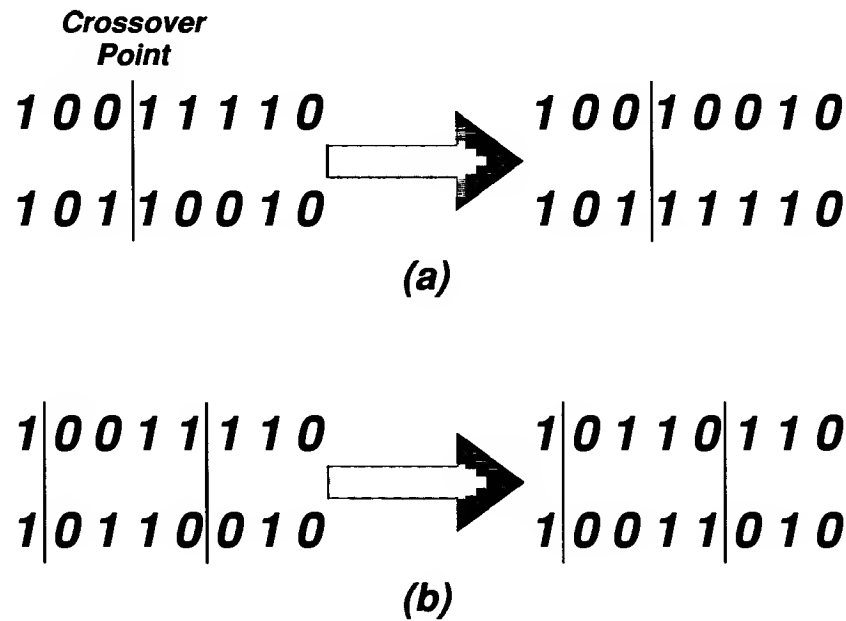 Crossover
Point
1 0 0 1 1 1 1 0 1 0 0 1 0 0 1 0
1 0 1 1 0 0 1 0 1 0 1 1 1 1 1 0
(a)
1 0 0 1 1 1 1 0 1 0 1 1 0 1 1 0
1 0 1 1 0 0 1 0 1 0 0 1 1 0 1 0
(b)